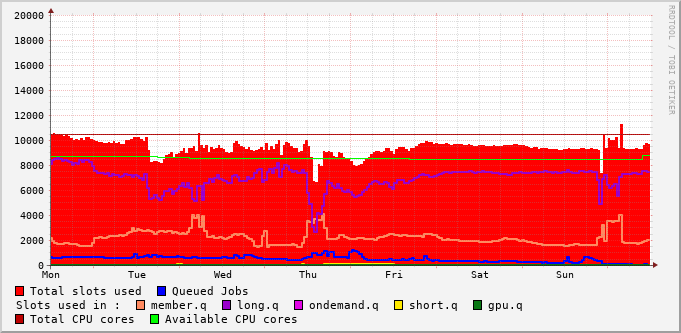 20000
18000
16000
14000
12000
10000
8000
6000
4000
2000
0
Mon Tue Wed Thu Fri Sat Sun
RRDTOOL / TOBI OETIKER
Total slots used Queued Jobs
Slots used in : member.q long.q ondemand.q short.q gpu.q
Total CPU cores Available CPU cores